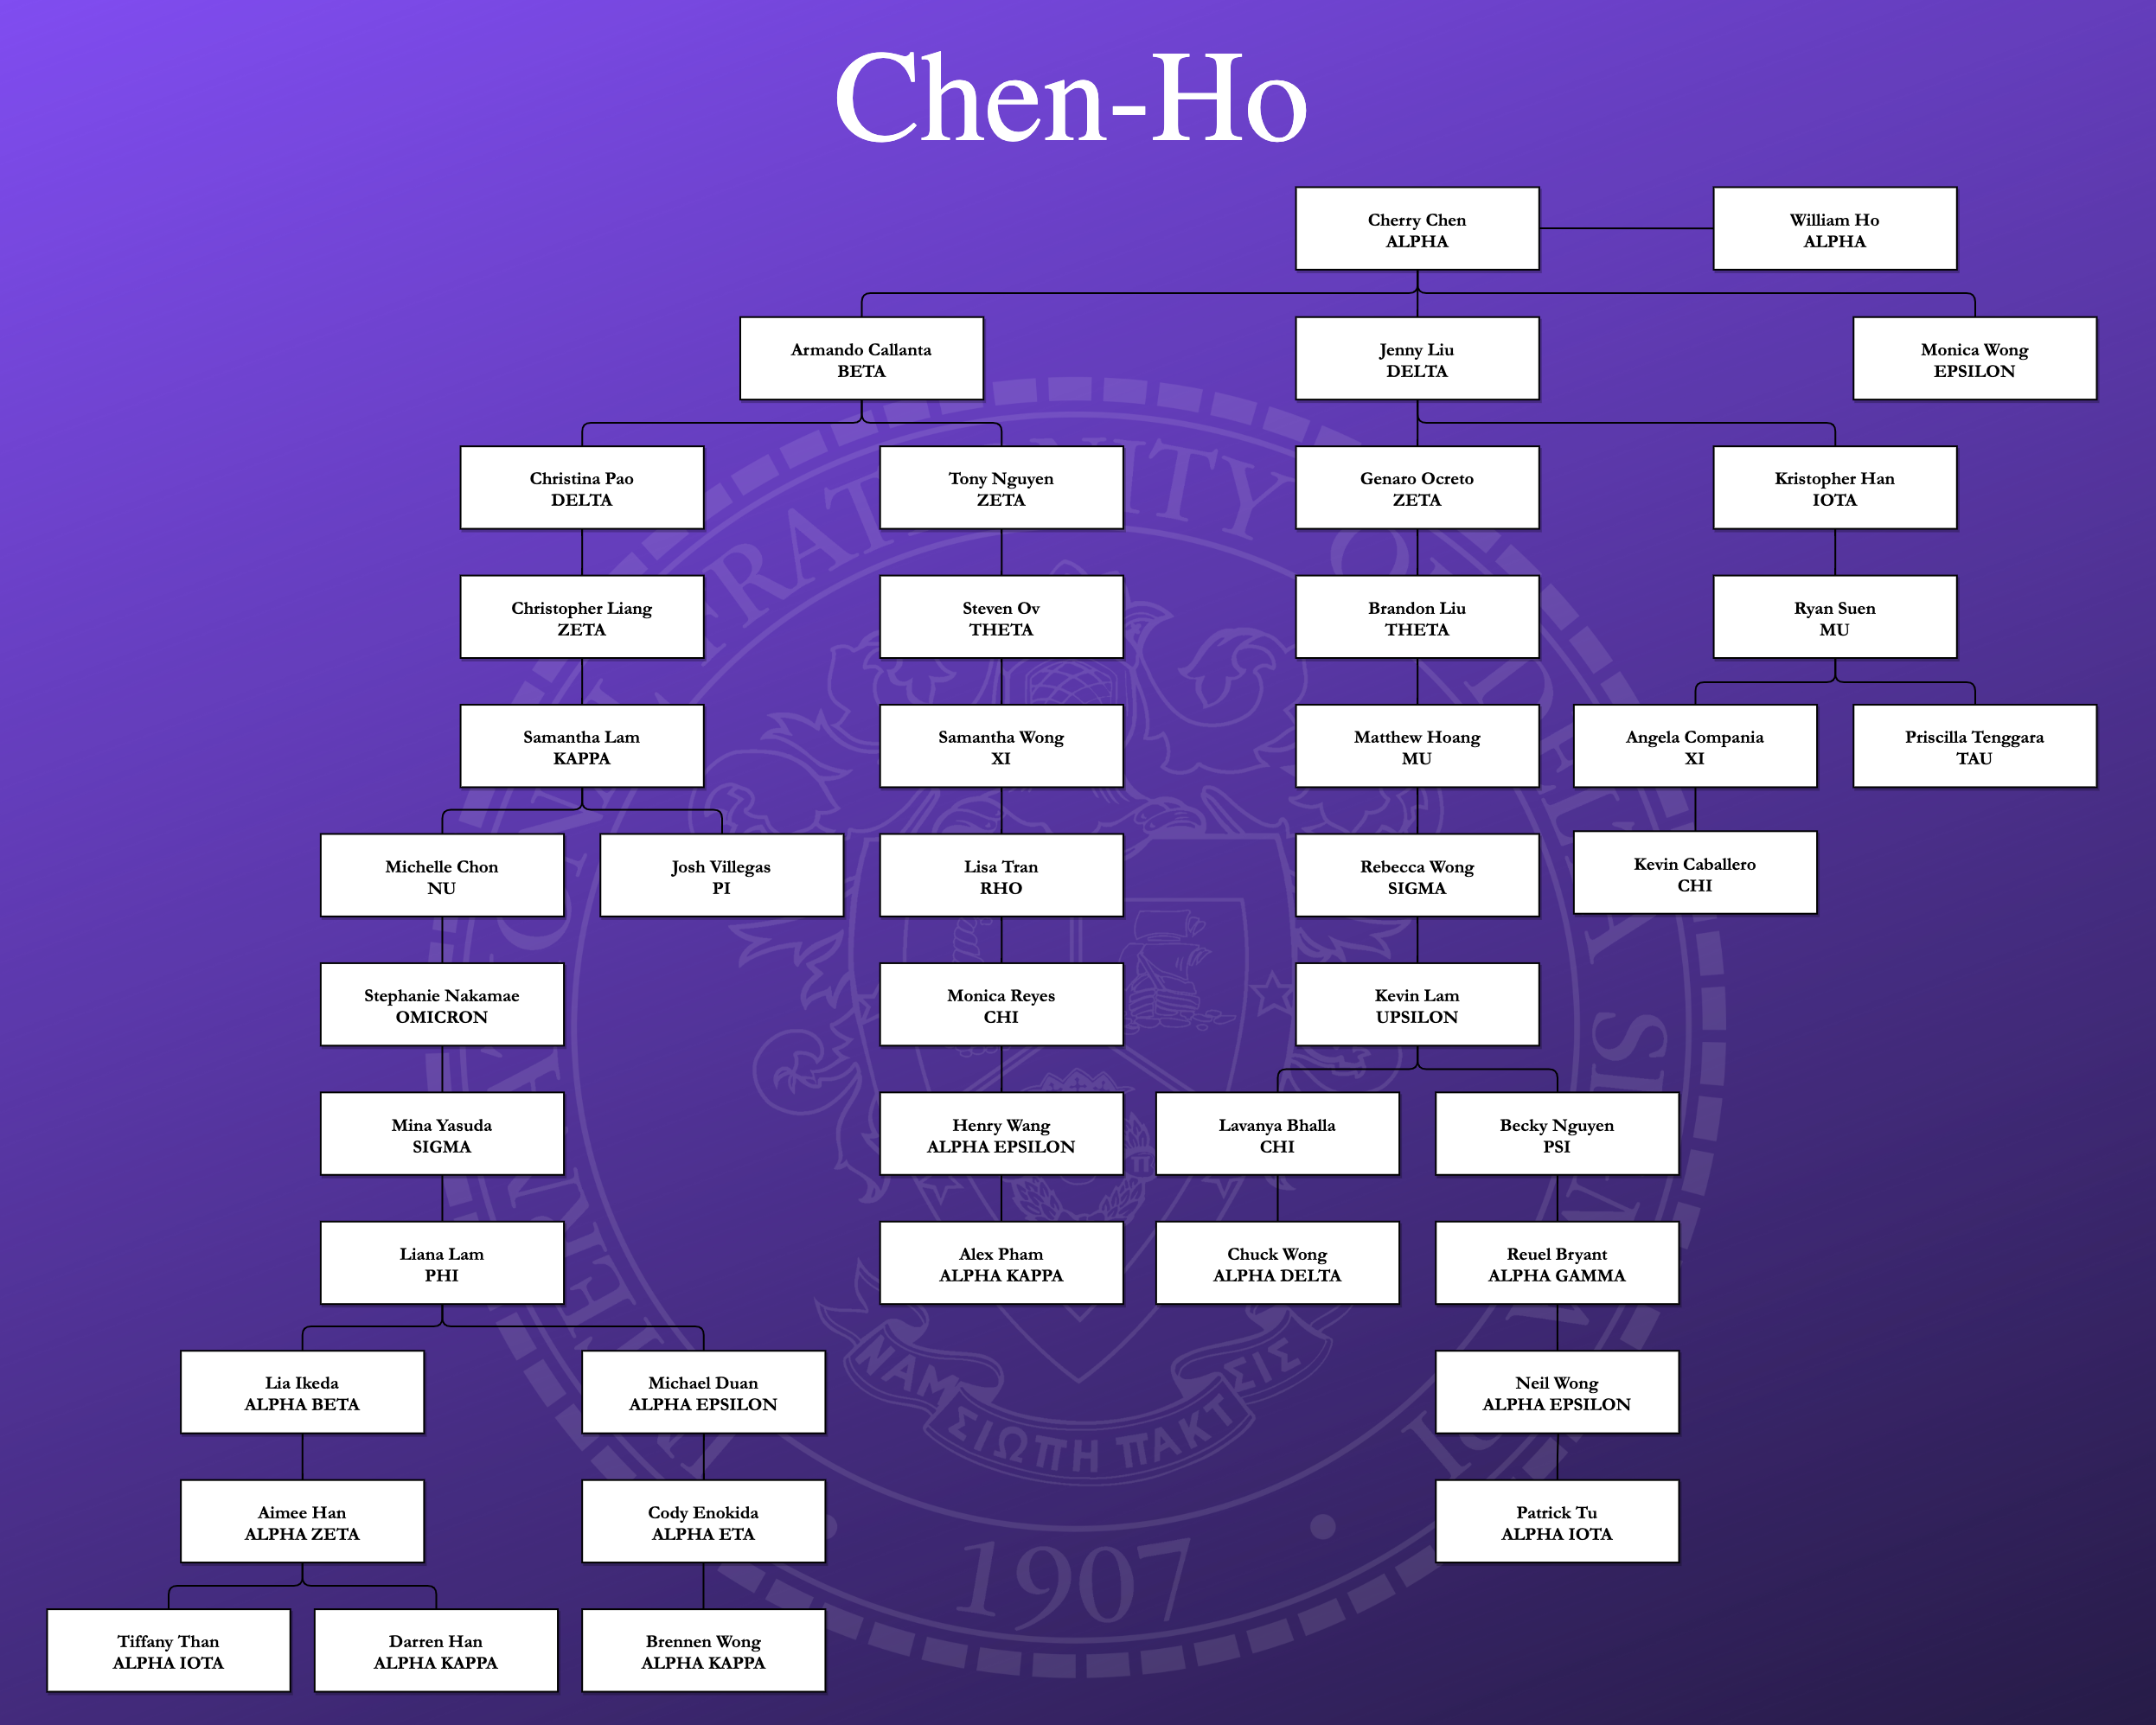 Chen-Ho
Cherry Chen
ALPHA
William Ho
ALPHA
Armando Callanta
BETA
Jenny Liu
DELTA
Monica Wong
EPSILON
Christina Pao
DELTA
Tony Nguyen
ZETA
Genaro Ocreto
ZETA
Kristopher Han
IOTA
Christopher Liang
ZETA
Steven Ov
THETA
Brandon Liu
THETA
Ryan Suen
MU
Samantha Lam
KAPPA
Samantha Wong
XI
Matthew Hoang
MU
Angela Compania
XI
Priscilla Tenggara
TAU
Michelle Chon
NU
Josh Villegas
PI
Lisa Tran
RHO
Rebecca Wong
SIGMA
Kevin Caballero
CHI
Stephanie Nakamae
OMICRON
Monica Reyes
CHI
Kevin Lam
UPSILON
Mina Yasuda
SIGMA
Henry Wang
ALPHA EPSILON
Lavanya Bhalla
CHI
Becky Nguyen
PSI
Liana Lam
PHI
Alex Pham
ALPHA KAPPA
Chuck Wong
ALPHA DELTA
Reuel Bryant
ALPHA GAMMA
Lia Ikeda
ALPHA BETA
Michael Duan
ALPHA EPSILON
Neil Wong
ALPHA EPSILON
Aimee Han
ALPHA ZETA
Cody Enokida
ALPHA ETA
Patrick Tu
ALPHA IOTA
Tiffany Than
ALPHA IOTA
Darren Han
ALPHA KAPPA
Brennen Wong
ALPHA KAPPA
ΣΙΩΠΗ ΠΑΚΤ
ΣΙΣ
1907